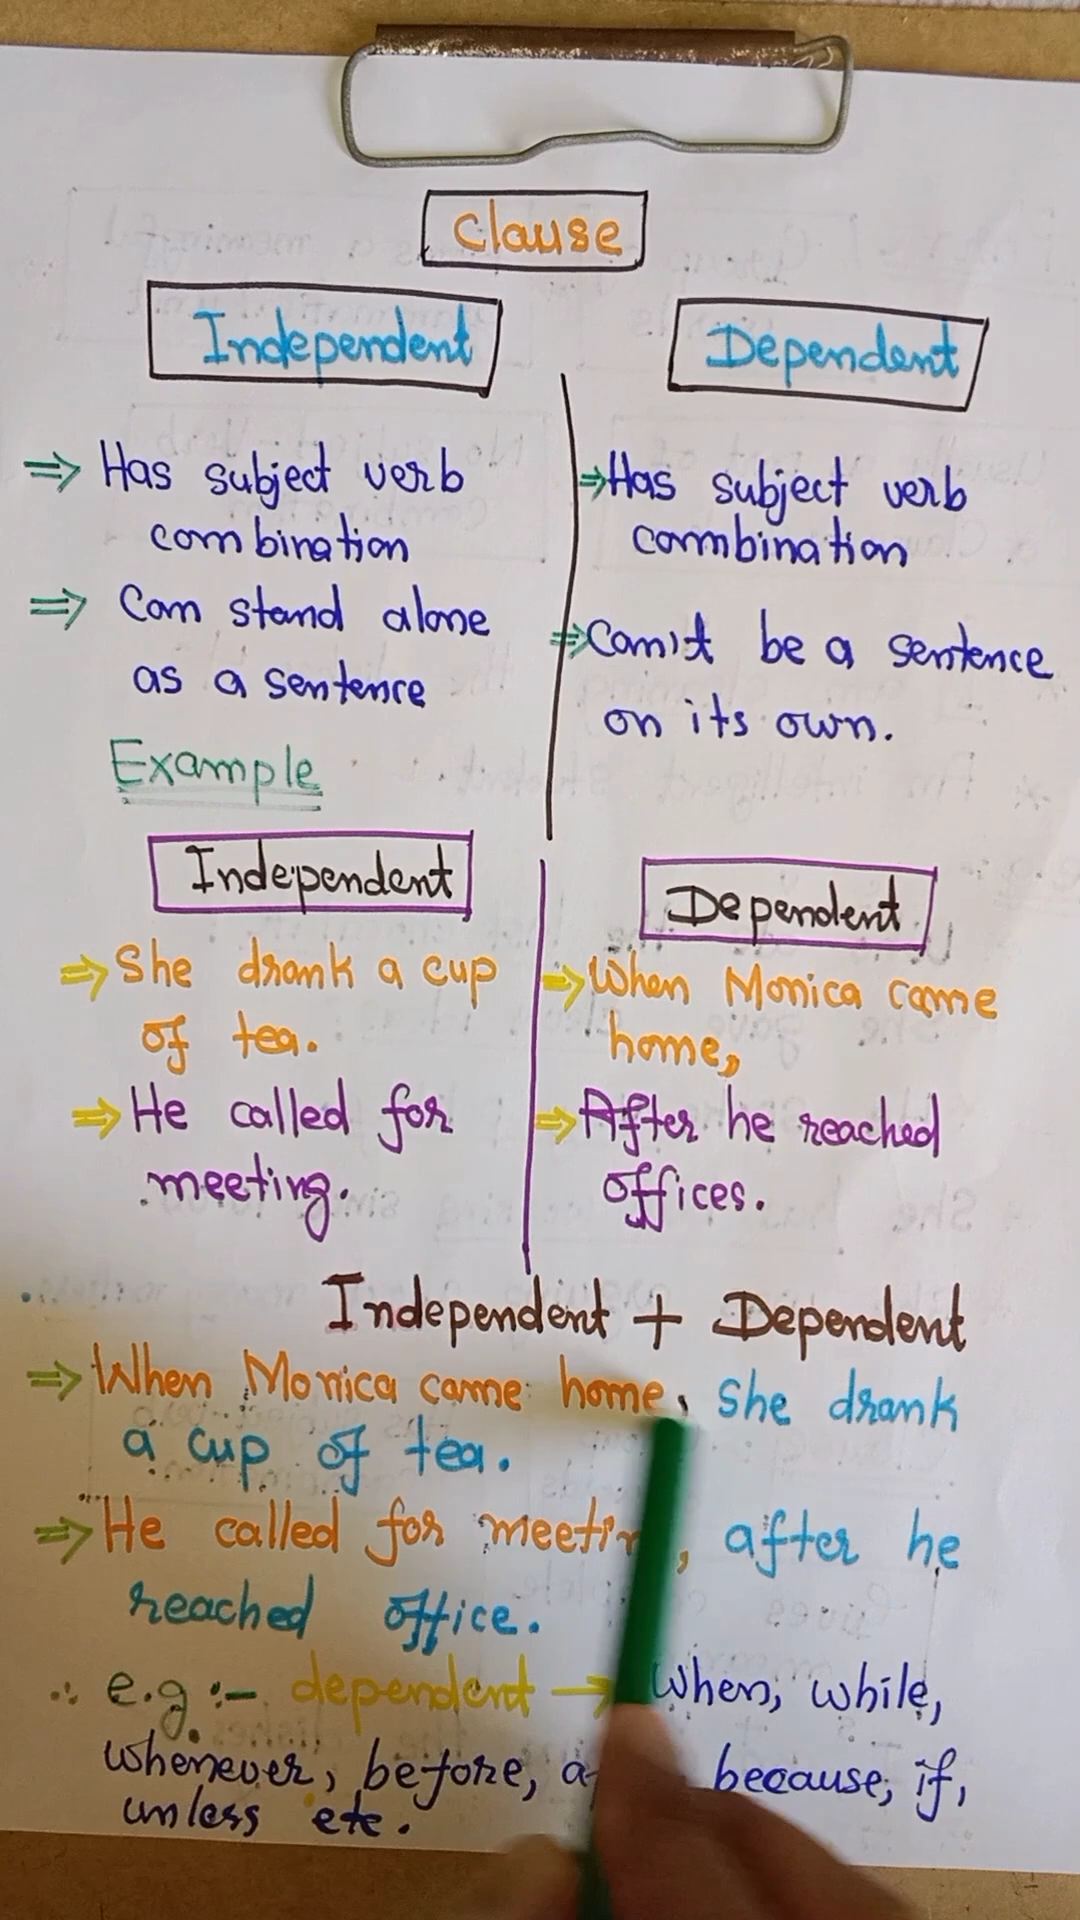 Clause
Independent
Dependent
⇒ Has subject verb
combination
⇒ Can stand alone
as a sentence
⇒ Has subject verb
combination
⇒ Can't be a sentence
on its own.
Example
Independent
⇒ She drank a cup
of tea.
⇒ He called for
meeting.
Dependent
⇒ When Monica came
home,
⇒ After he reached
offices.
Independent + Dependent
⇒ When Monica came home, she drank
a cup of tea.
⇒ He called for , after he
reached office.
∴ e.g :- dependent → when, while,
whenever, before, because, if,
unless etc.